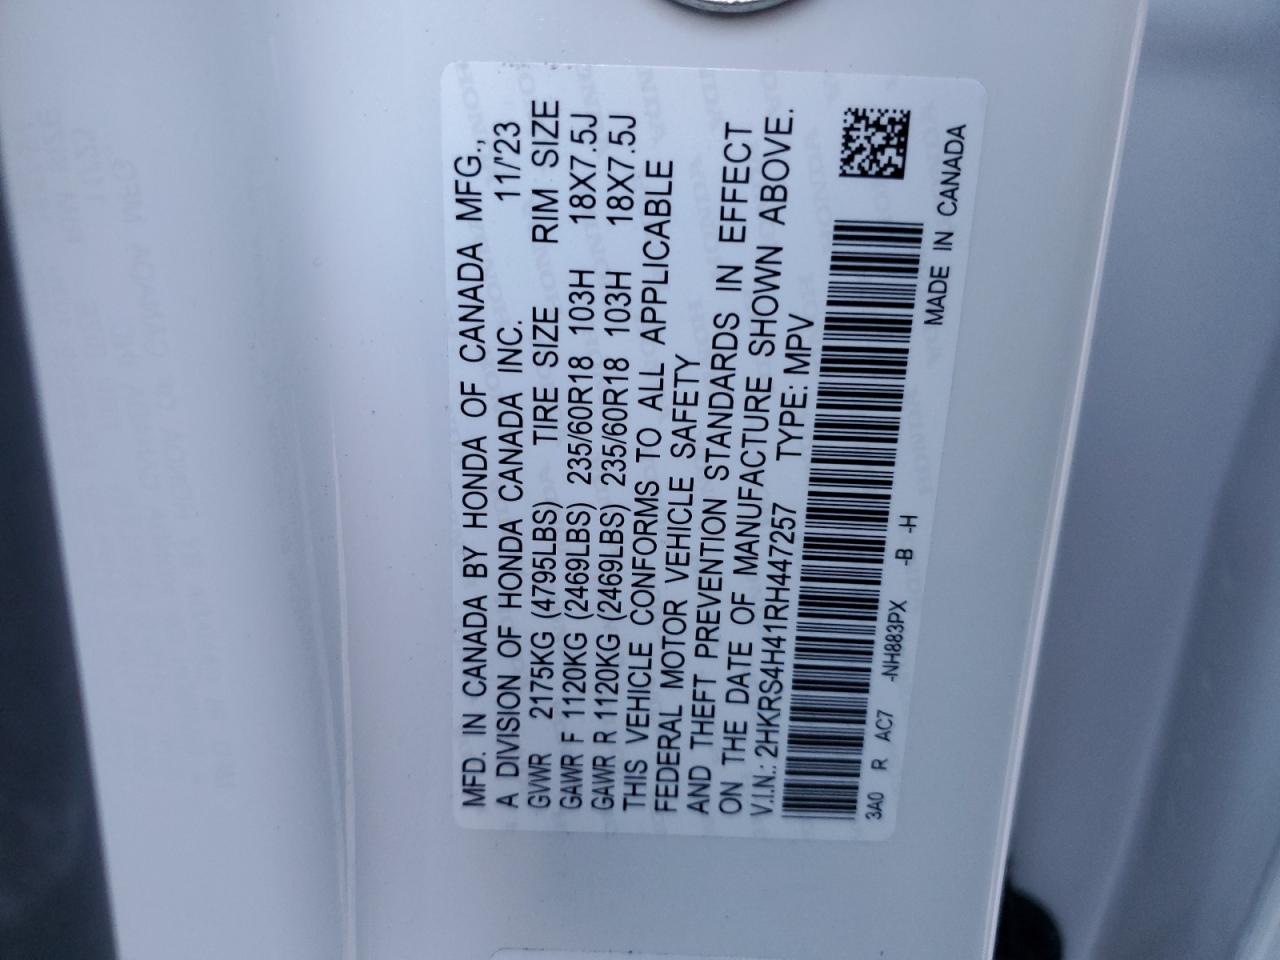 MFD. IN CANADA BY HONDA OF CANADA MFG.,
A DIVISION OF HONDA CANADA INC. 11/'23
GVWR 2175KG (4795LBS) TIRE SIZE RIM SIZE
GAWR F 1120KG (2469LBS) 235/60R18 103H 18X7.5J
GAWR R 1120KG (2469LBS) 235/60R18 103H 18X7.5J
THIS VEHICLE CONFORMS TO ALL APPLICABLE
FEDERAL MOTOR VEHICLE SAFETY
AND THEFT PREVENTION STANDARDS IN EFFECT
ON THE DATE OF MANUFACTURE SHOWN ABOVE.
V.I.N.: 2HKRS4H41RH447257 TYPE: MPV
3A0 R AC7 -NH883PX -B -H
MADE IN CANADA